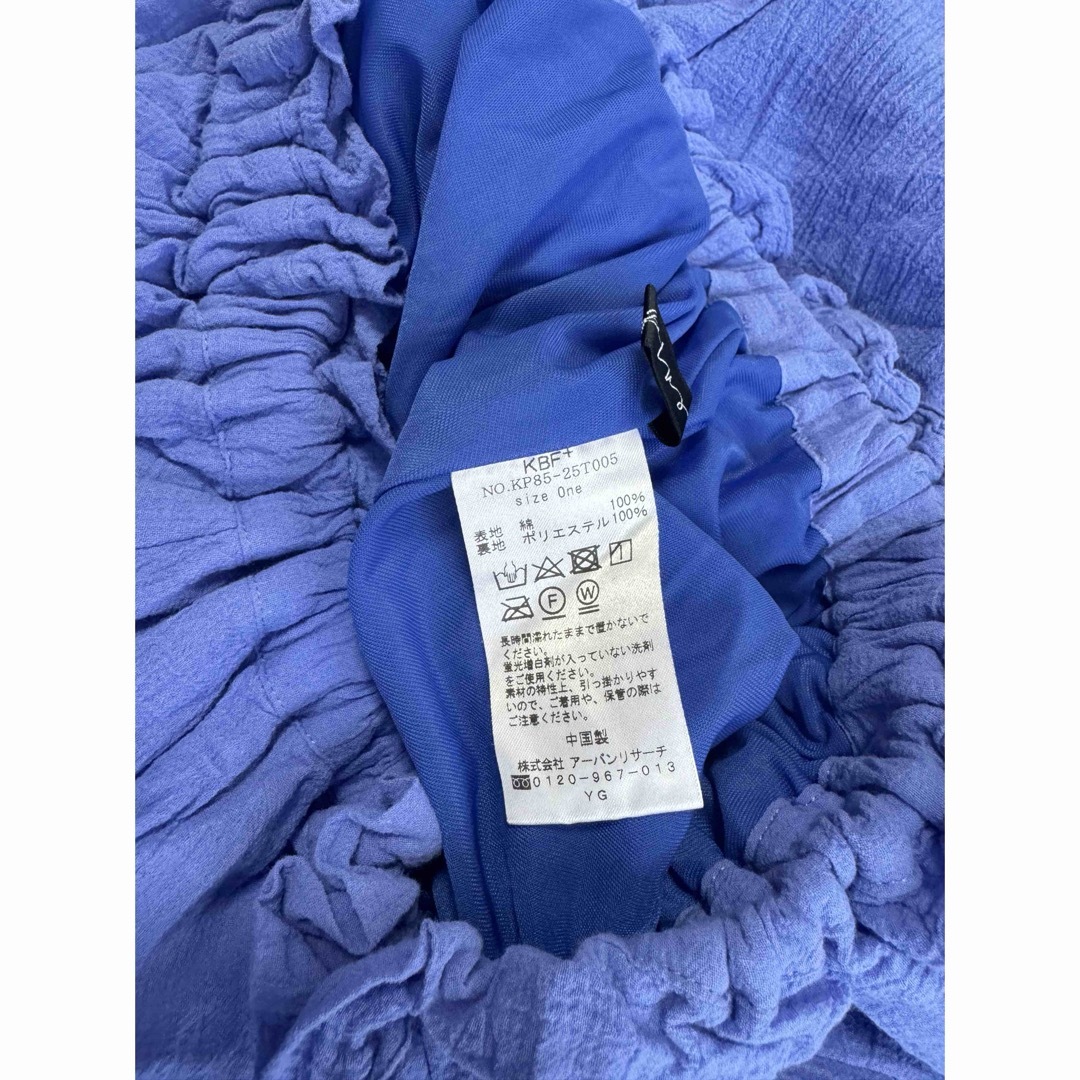 KBF+
NO.KP85-25T005
size One
表地 綿 100%
裏地 ポリエステル100%
F W
長時間濡れたままで置かないで
ください。
蛍光増白剤が入っていない洗剤
をご使用ください。
素材の特性上、引っ掛かりやす
いので、ご着用や、保管の際は
ご注意ください。
中国製
株式会社 アーバンリサーチ
0120-967-013
YG